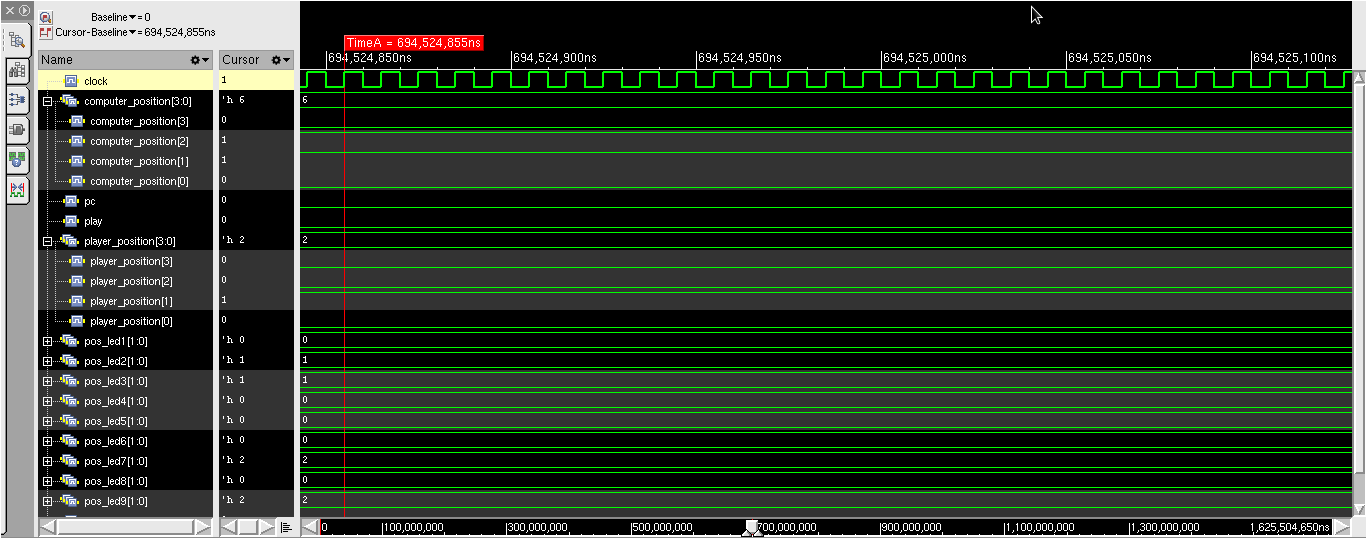 Baseline▼= 0
Cursor-Baseline▼= 694,524,855ns
TimeA = 694,524,855ns
Name Cursor 694,524,850ns 694,524,900ns 694,524,950ns 694,525,000ns 694,525,050ns 694,525,100ns
clock 1
computer_position[3:0] 'h 6 6
computer_position[3] 0
computer_position[2] 1
computer_position[1] 1
computer_position[0] 0
pc 0
play 0
player_position[3:0] 'h 2 2
player_position[3] 0
player_position[2] 0
player_position[1] 1
player_position[0] 0
pos_led1[1:0] 'h 0 0
pos_led2[1:0] 'h 1 1
pos_led3[1:0] 'h 1 1
pos_led4[1:0] 'h 0 0
pos_led5[1:0] 'h 0 0
pos_led6[1:0] 'h 0 0
pos_led7[1:0] 'h 2 2
pos_led8[1:0] 'h 0 0
pos_led9[1:0] 'h 2 2
0 |100,000,000 |300,000,000 |500,000,000 700,000,000 |900,000,000 |1,100,000,000 |1,300,000,000 1,625,504,650ns